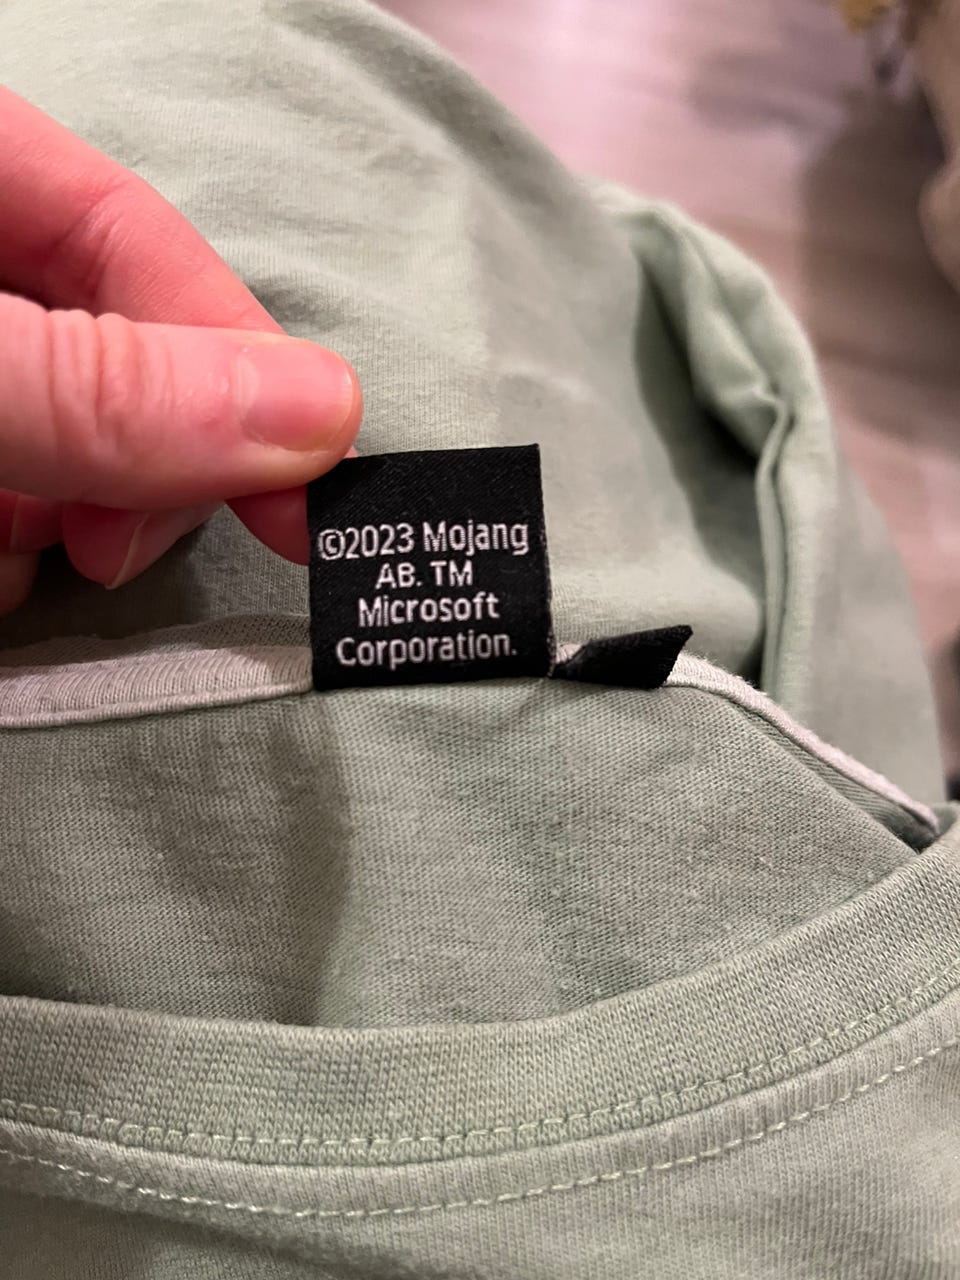 ©2023 Mojang
AB. TM
Microsoft
Corporation.